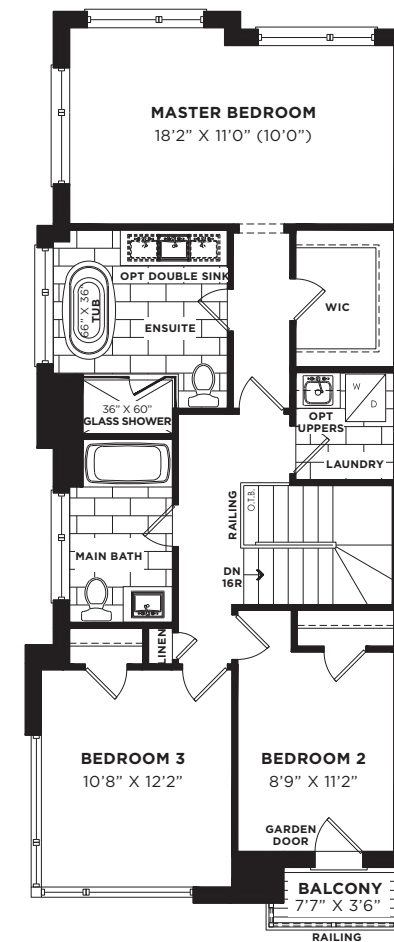 MASTER BEDROOM
18'2" X 11'0" (10'0")
OPT DOUBLE SINK
66" X 36"
TUB
ENSUITE
WIC
36" X 60"
GLASS SHOWER
W
D
OPT
UPPERS
LAUNDRY
RAILING
O.T.B.
MAIN BATH
DN
16R
LINEN
BEDROOM 3
10'8" X 12'2"
BEDROOM 2
8'9" X 11'2"
GARDEN
DOOR
BALCONY
7'7" X 3'6"
RAILING